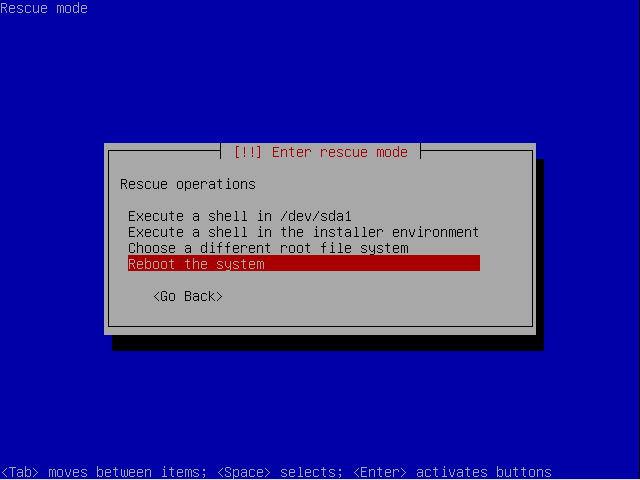 Rescue mode
[!!] Enter rescue mode
Rescue operations
Execute a shell in /dev/sda1
Execute a shell in the installer environment
Choose a different root file system
Reboot the system
<Go Back>
<Tab> moves between items; <Space> selects; <Enter> activates buttons